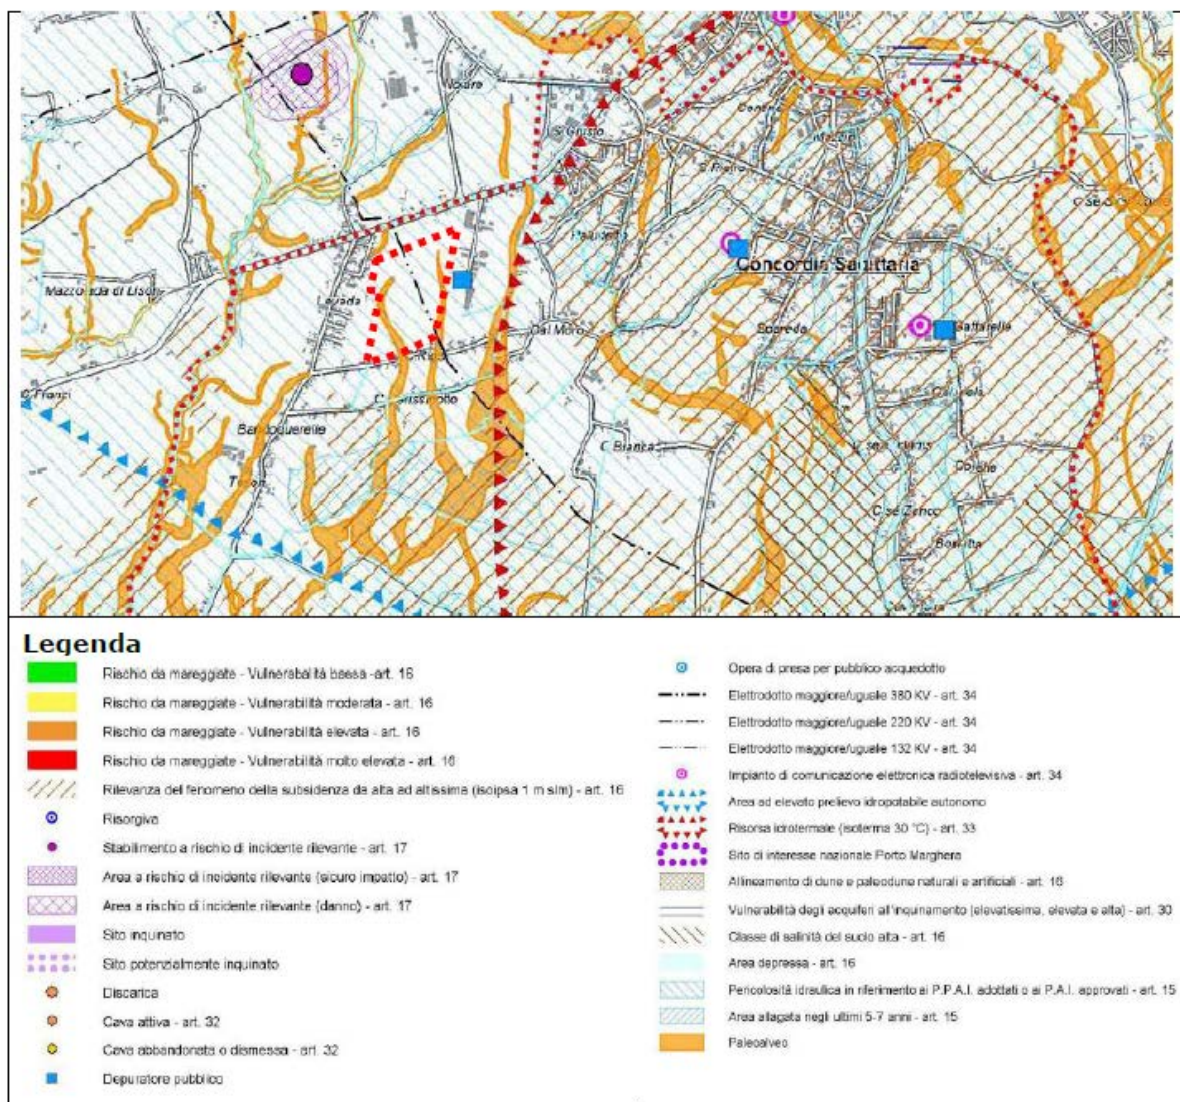 Noiare
S. Giusto
Concordia Sagittaria
Mazzolada di Lison
Levada
Dal Moro
Spareda
Gattarelle
C. Franci
C. Bianca
Teson
Legenda
Rischio da mareggiate - Vulnerabilità bassa -art. 16
Rischio da mareggiate - Vulnerabilità moderata - art. 16
Rischio da mareggiate - Vulnerabilità elevata - art. 16
Rischio da mareggiate - Vulnerabilità molto elevata - art. 16
Rilevanza del fenomeno della subsidenza da alta ad altissima (isoipsa 1 m slm) - art. 16
Risorgiva
Stabilimento a rischio di incidente rilevante - art. 17
Area a rischio di incidente rilevante (sicuro impatto) - art. 17
Area a rischio di incidente rilevante (danno) - art. 17
Sito inquinato
Sito potenzialmente inquinato
Discarica
Cava attiva - art. 32
Cava abbandonata o dismessa - art. 32
Depuratore pubblico
Opera di presa per pubblico acquedotto
Elettrodotto maggiore/uguale 380 KV - art. 34
Elettrodotto maggiore/uguale 220 KV - art. 34
Elettrodotto maggiore/uguale 132 KV - art. 34
Impianto di comunicazione elettronica radiotelevisiva - art. 34
Area ad elevato prelievo idropotabile autonomo
Risorsa idrotermale (isoterma 30 °C) - art. 33
Sito di interesse nazionale Porto Marghera
Allineamento di dune e paleodune naturali e artificiali - art. 16
Vulnerabilità degli acquiferi all'inquinamento (elevatissima, elevata e alta) - art. 30
Classe di salinità del suolo alta - art. 16
Area depressa - art. 16
Pericolosità idraulica in riferimento ai P.P.A.I. adottati o ai P.A.I. approvati - art. 15
Area allagata negli ultimi 5-7 anni - art. 15
Paleoalveo